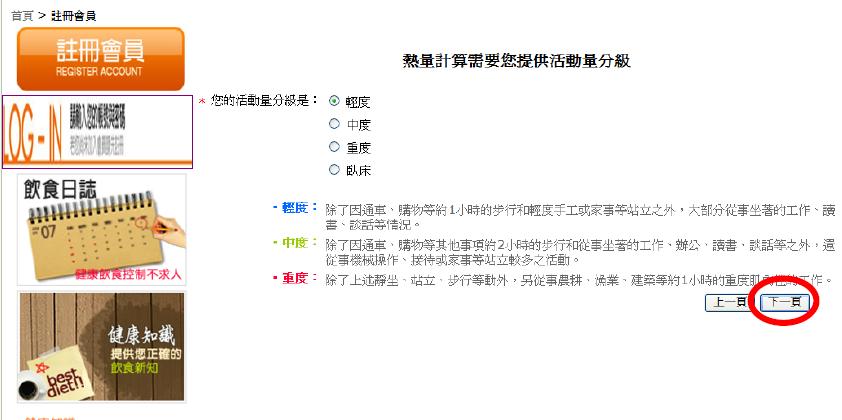 首頁 > 註冊會員
註冊會員
REGISTER ACCOUNT
熱量計算需要您提供活動量分級
LOG - IN
* 您的活動量分級是：
輕度
中度
重度
臥床
飲食日誌
07
健康飲食控制不求人
- 輕度： 除了因通車、購物等約1小時的步行和輕度手工或家事等站立之外，大部分從事坐著的工作、讀
書、談話等情況。
- 中度： 除了因通車、購物等其他事項約2小時的步行和從事坐著的工作、辦公、讀書、談話等之外，還
從事機械操作、接待或家事等站立較多之活動。
- 重度： 除了上述靜坐、站立、步行等動外，另從事農耕、漁業、建築等約1小時的重度肌 工作。
上一頁 下一頁
健康知識
提供您正確的
飲食新知
best
diet!!